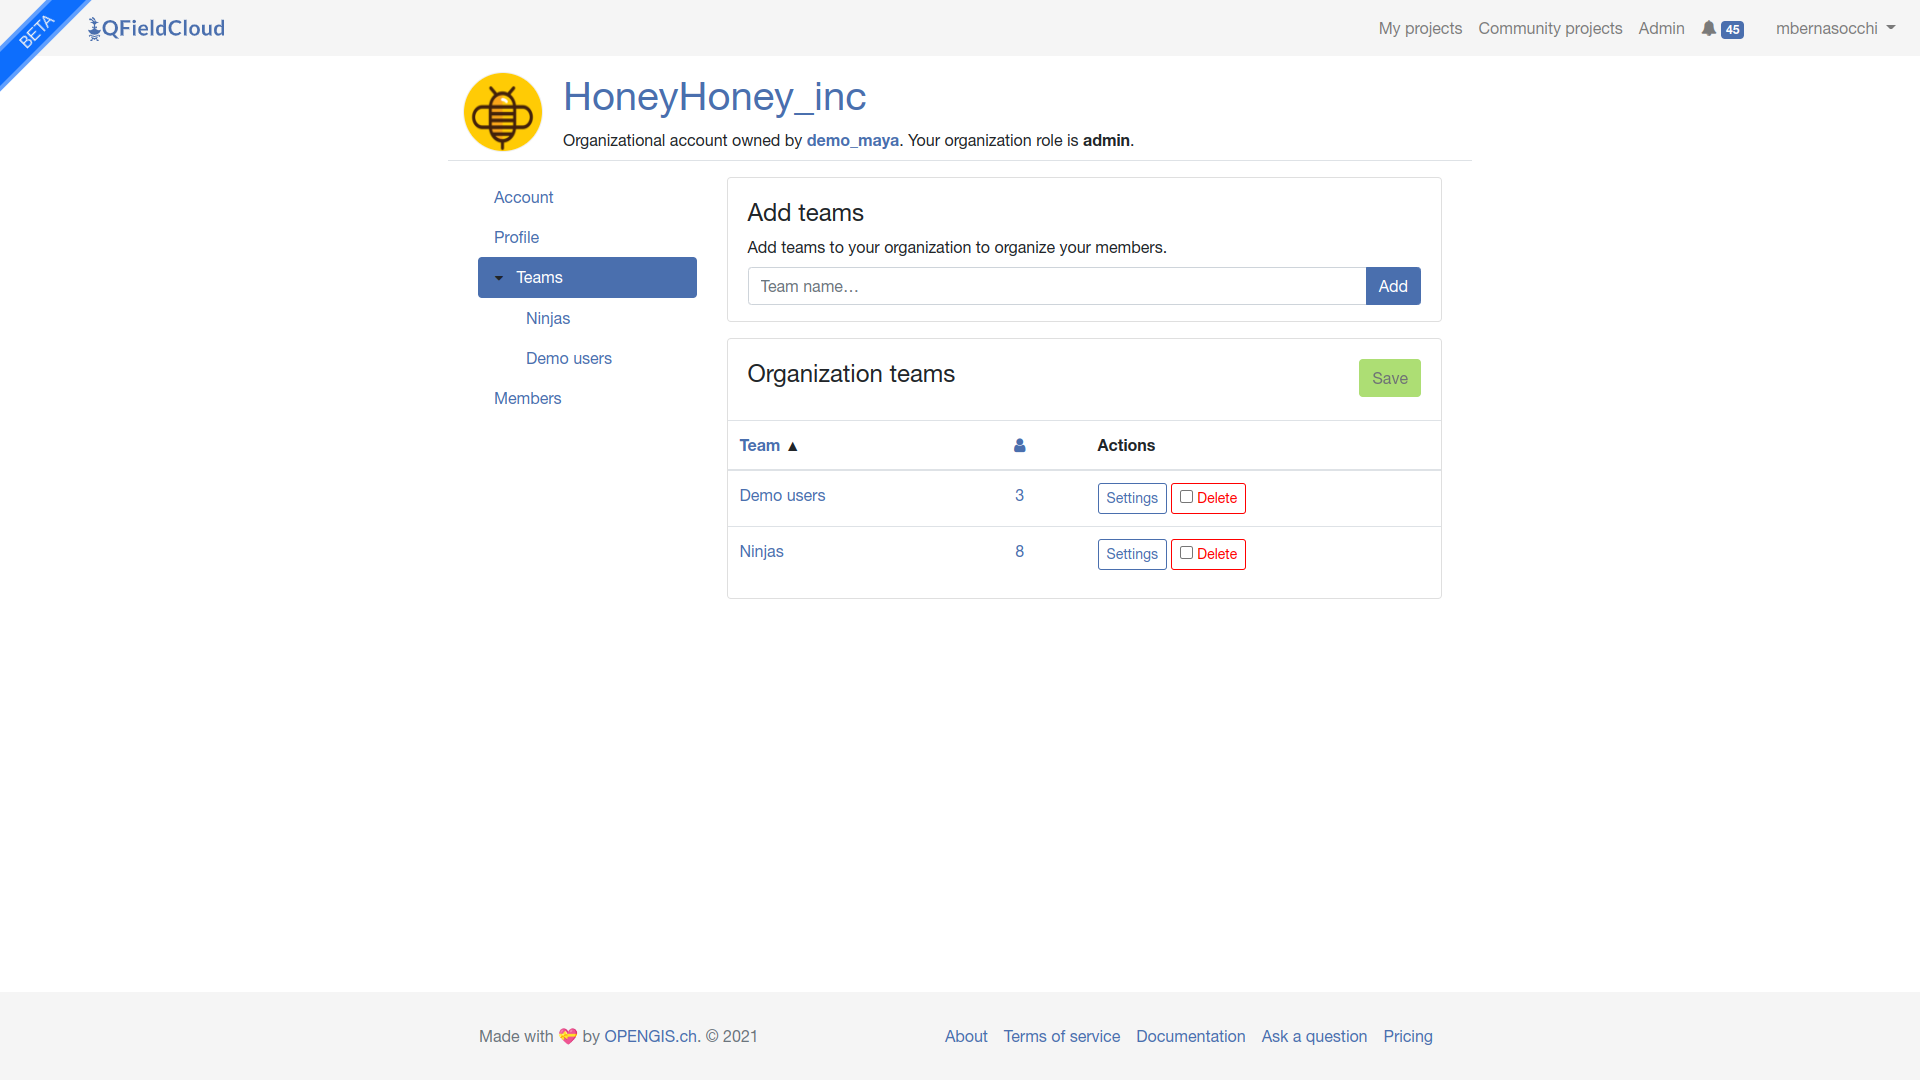 BETA
QFieldCloud
My projects Community projects Admin 45 mbernasocchi
HoneyHoney_inc
Organizational account owned by demo_maya. Your organization role is admin.
Account
Profile
Teams
Ninjas
Demo users
Members
Add teams
Add teams to your organization to organize your members.
Team name...
Add
Organization teams
Save
Team ▲ Actions
Demo users 3 Settings Delete
Ninjas 8 Settings Delete
Made with 💝 by OPENGIS.ch. © 2021
About Terms of service Documentation Ask a question Pricing